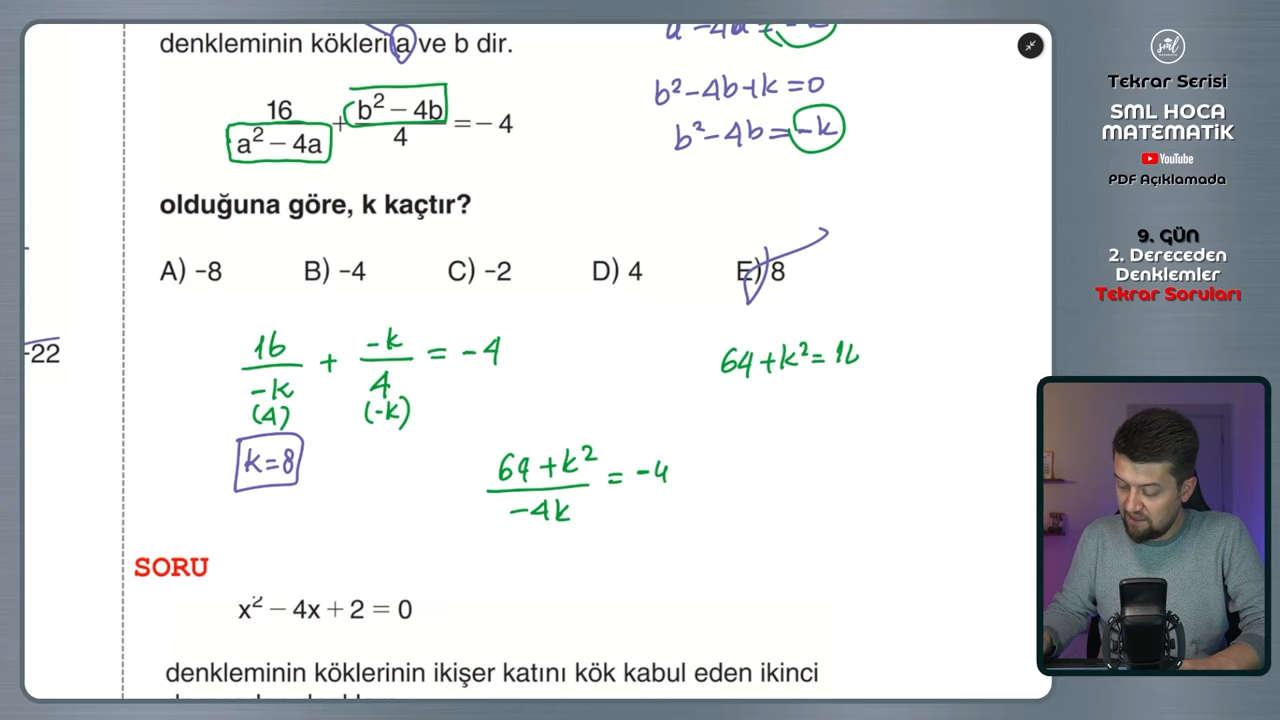 denkleminin kökleri a ve b dir.
16/(a² − 4a) + (b² − 4b)/4 = − 4
b² − 4b + k = 0
b² − 4b = −k
olduğuna göre, k kaçtır?
A) −8 B) −4 C) −2 D) 4 E) 8
-22
16/−k + −k/4 = −4
(4) (−k)
k=8
64 + k² = 16
64 + k²/−4k = −4
SORU
x² − 4x + 2 = 0
denkleminin köklerinin ikişer katını kök kabul eden ikinci
sml
Tekrar Serisi
SML HOCA
MATEMATİK
YouTube
PDF Açıklamada
9. GÜN
2. Dereceden
Denklemler
Tekrar Soruları